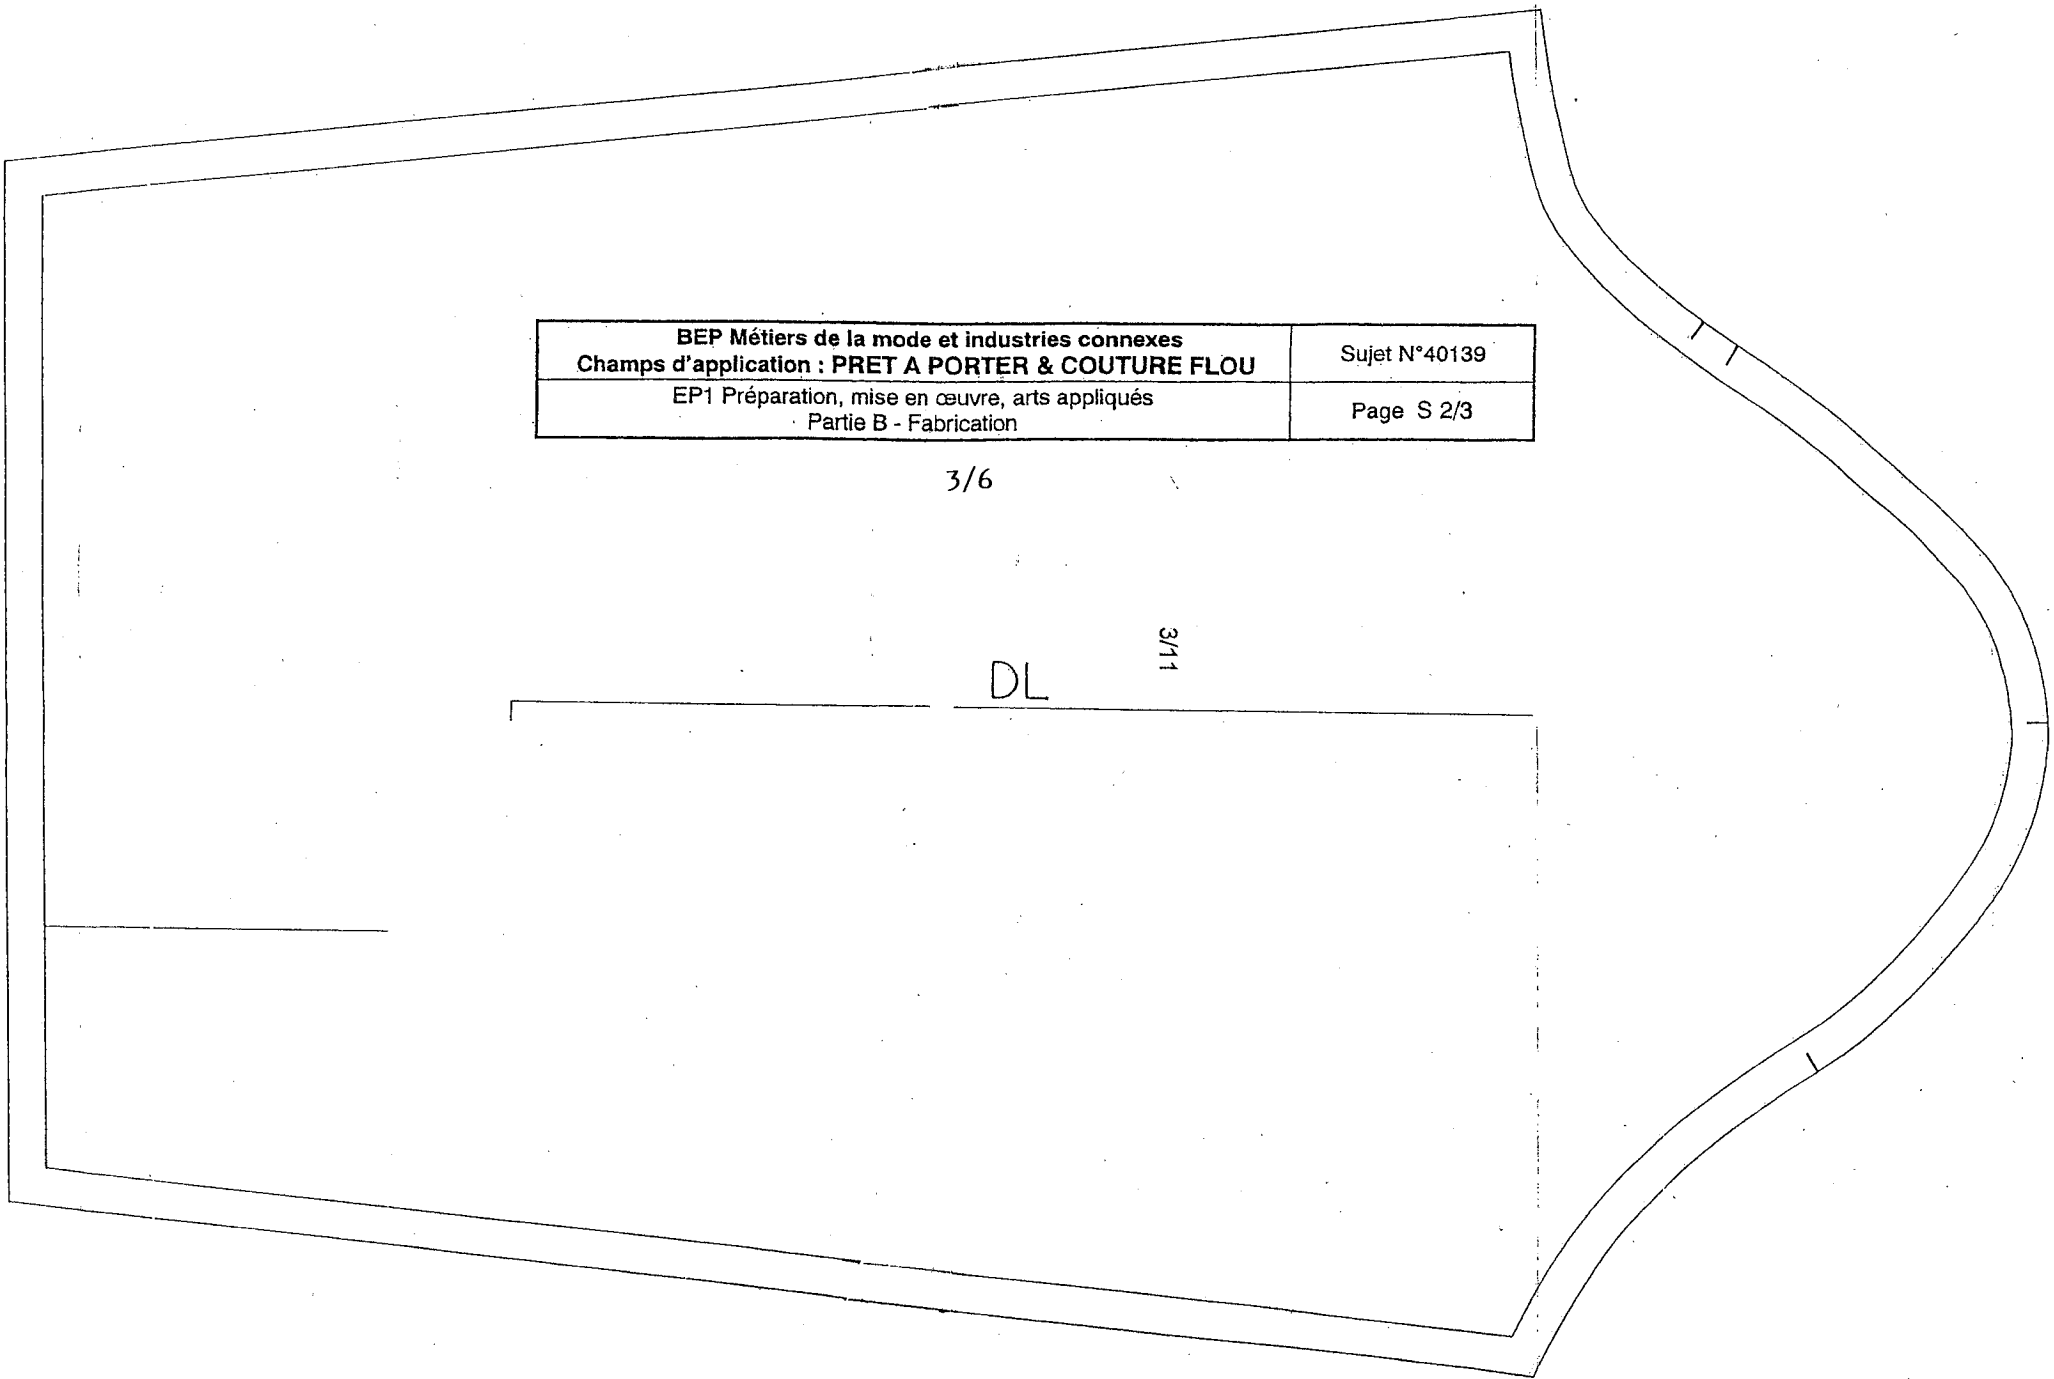 BEP Métiers de la mode et industries connexes
Champs d'application : PRET A PORTER & COUTURE FLOU
Sujet N°40139
EP1 Préparation, mise en œuvre, arts appliqués
Partie B - Fabrication
Page S 2/3
3/6
3/11
DL